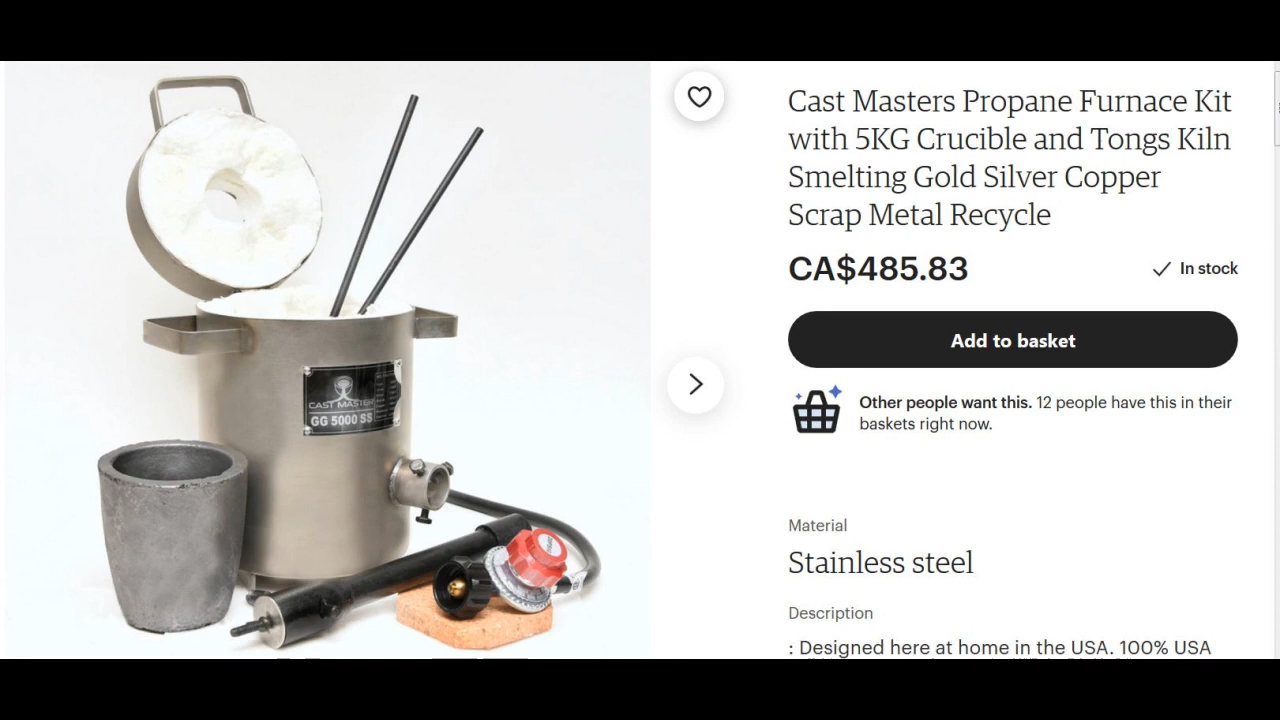 Cast Masters Propane Furnace Kit
with 5KG Crucible and Tongs Kiln
Smelting Gold Silver Copper
Scrap Metal Recycle
CA$485.83
In stock
Add to basket
Other people want this. 12 people have this in their
baskets right now.
Material
Stainless steel
Description
: Designed here at home in the USA. 100% USA
CAST MASTER
GG 5000 SS